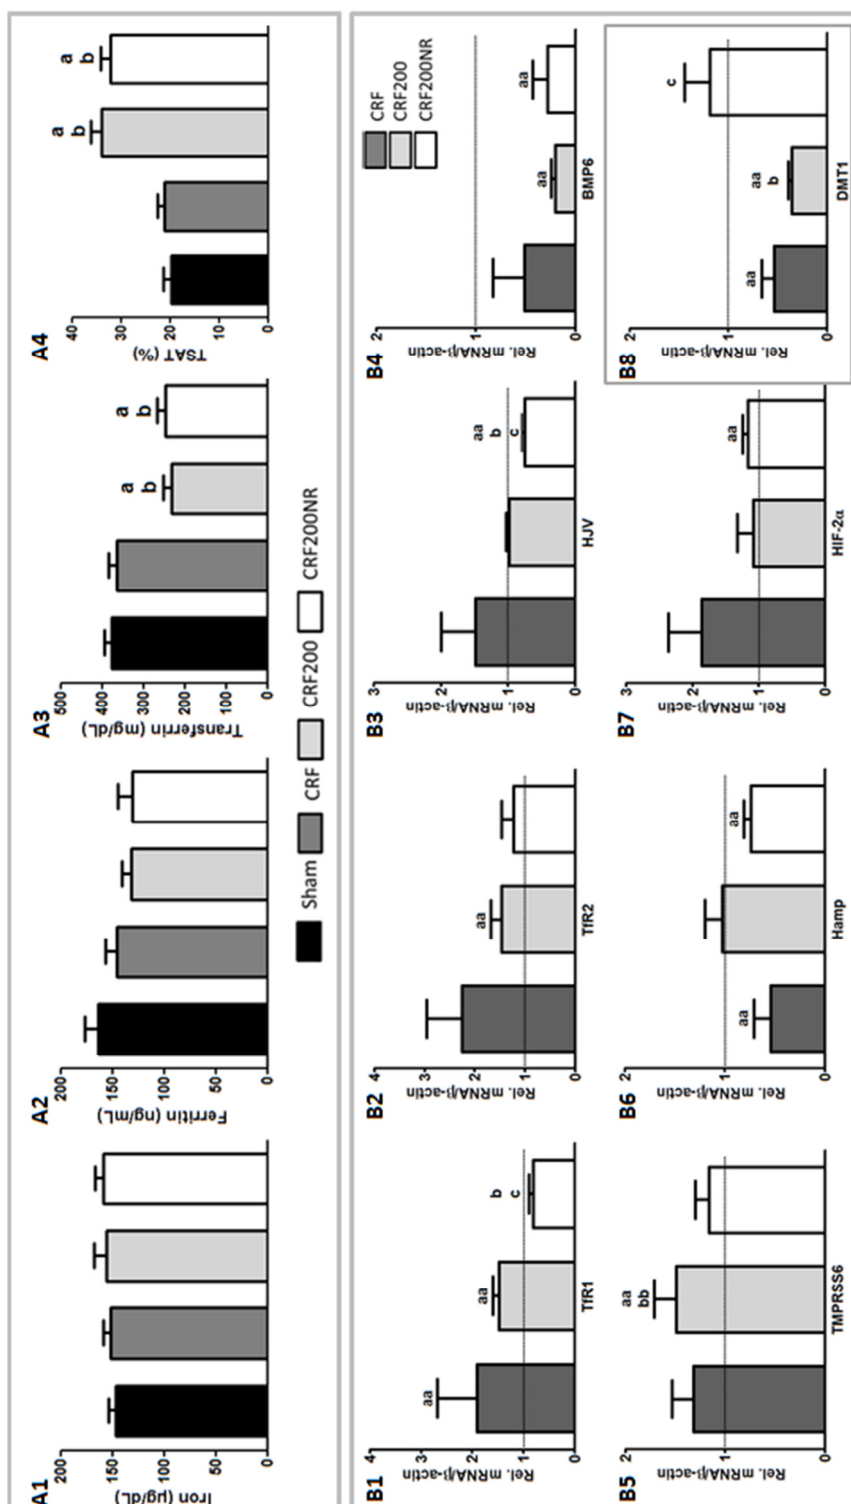 A1
Iron (µg/dL)
200
150
100
50
0
A2
Ferritin (ng/mL)
200
150
100
50
0
A3
Transferrin (mg/dL)
500
400
300
200
100
0
a
b
a
b
A4
TSAT (%)
40
30
20
10
0
a
b
a
b
Sham CRF CRF200 CRF200NR
B1
Rel. mRNA/β-actin
4
3
2
1
0
aa
aa
b
c
TfR1
B2
Rel. mRNA/β-actin
4
3
2
1
0
aa
TfR2
B3
Rel. mRNA/β-actin
3
2
1
0
aa
b
c
HJV
B4
Rel. mRNA/β-actin
2
1
0
aa
aa
BMP6
CRF
CRF200
CRF200NR
B5
Rel. mRNA/β-actin
2
1
0
aa
bb
TMPRSS6
B6
Rel. mRNA/β-actin
2
1
0
aa
aa
Hamp
B7
Rel. mRNA/β-actin
3
2
1
0
aa
HIF-2α
B8
Rel. mRNA/β-actin
2
1
0
aa
aa
b
c
DMT1